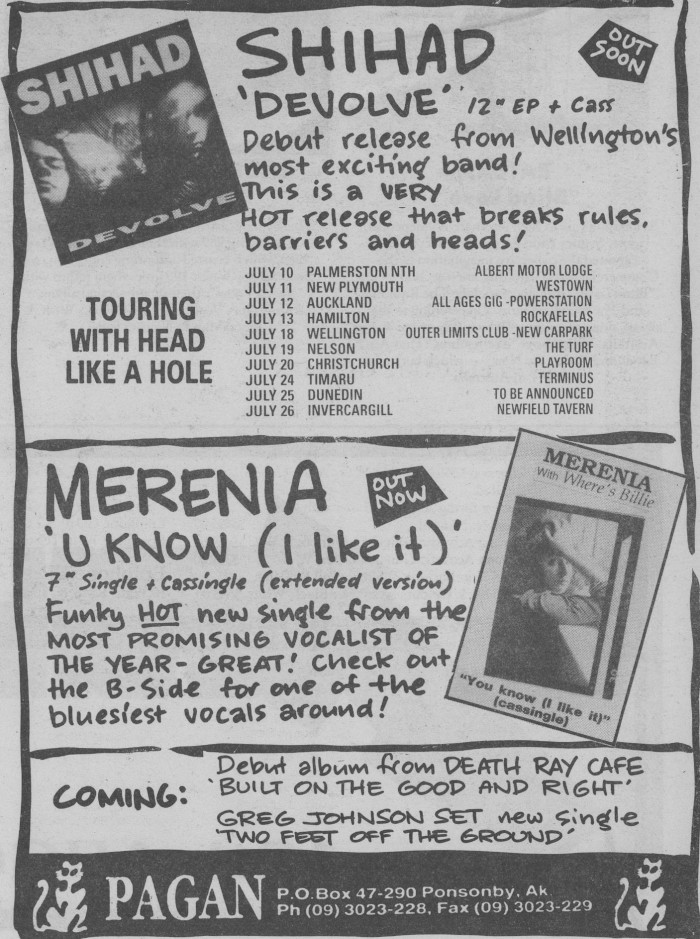 SHIHAD
DEVOLVE
SHIHAD
OUT SOON
'DEVOLVE' 12" EP + Cass
Debut release from Wellington's
most exciting band!
This is a VERY
HOT release that breaks rules,
barriers and heads!
TOURING
WITH HEAD
LIKE A HOLE
JULY 10 PALMERSTON NTH ALBERT MOTOR LODGE
JULY 11 NEW PLYMOUTH WESTOWN
JULY 12 AUCKLAND ALL AGES GIG -POWERSTATION
JULY 13 HAMILTON ROCKAFELLAS
JULY 18 WELLINGTON OUTER LIMITS CLUB -NEW CARPARK
JULY 19 NELSON THE TURF
JULY 20 CHRISTCHURCH PLAYROOM
JULY 24 TIMARU TERMINUS
JULY 25 DUNEDIN TO BE ANNOUNCED
JULY 26 INVERCARGILL NEWFIELD TAVERN
MERENIA
OUT NOW
'U KNOW (I like it)'
7" Single + Cassingle (extended version)
Funky HOT new single from the
MOST PROMISING VOCALIST OF
THE YEAR - GREAT! Check out
the B-Side for one of the
bluesiest vocals around!
MERENIA
With Where's Billie
"You know (I like it)"
(cassingle)
COMING:
Debut album from DEATH RAY CAFE
'BUILT ON THE GOOD AND RIGHT'
GREG JOHNSON SET new single
'TWO FEET OFF THE GROUND'
PAGAN
P.O.Box 47-290 Ponsonby, Ak
Ph (09) 3023-228, Fax (09) 3023-229